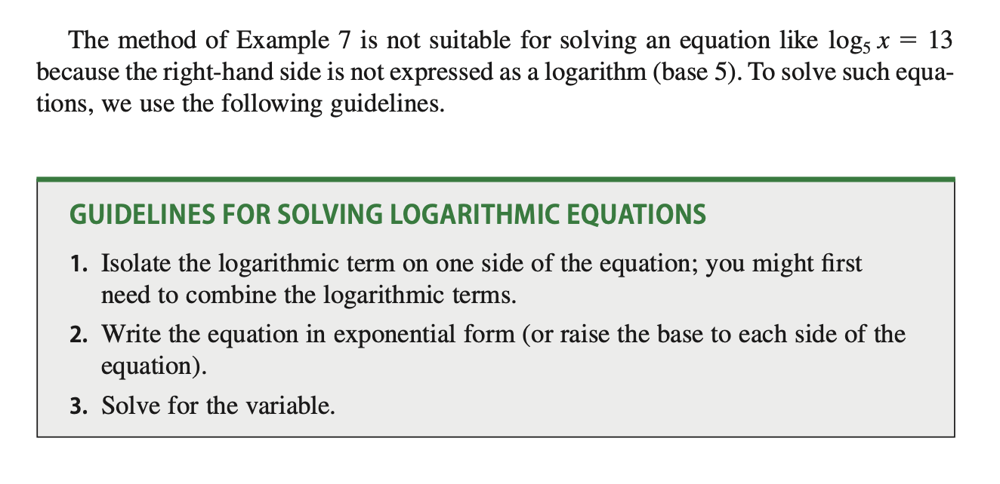 The method of Example 7 is not suitable for solving an equation like log₅ x = 13
because the right-hand side is not expressed as a logarithm (base 5). To solve such equa-
tions, we use the following guidelines.
GUIDELINES FOR SOLVING LOGARITHMIC EQUATIONS
1. Isolate the logarithmic term on one side of the equation; you might first
need to combine the logarithmic terms.
2. Write the equation in exponential form (or raise the base to each side of the
equation).
3. Solve for the variable.